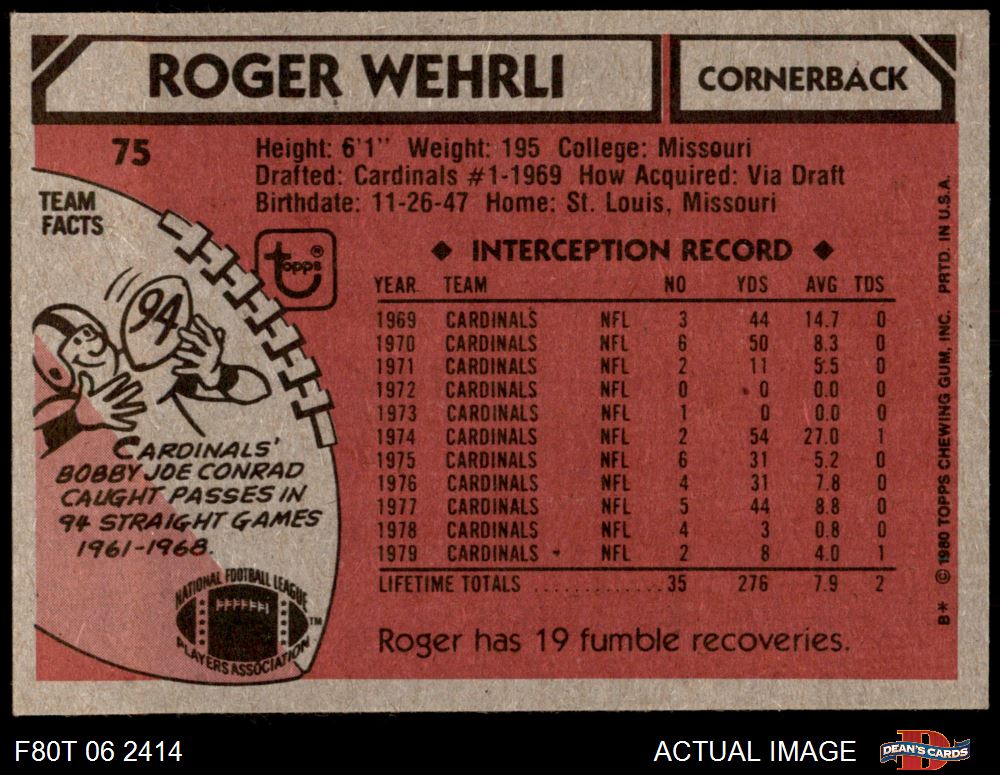 ROGER WEHRLI
CORNERBACK
75
Height: 6'1" Weight: 195 College: Missouri
Drafted: Cardinals #1-1969 How Acquired: Via Draft
Birthdate: 11-26-47 Home: St. Louis, Missouri
TEAM
FACTS
topps®
94
CARDINALS'
BOBBY JOE CONRAD
CAUGHT PASSES IN
94 STRAIGHT GAMES
1961-1968.
NATIONAL FOOTBALL LEAGUE
PLAYERS ASSOCIATION
TM
◆ INTERCEPTION RECORD ◆
YEAR TEAM NO YDS AVG TDS
1969 CARDINALS NFL 3 44 14.7 0
1970 CARDINALS NFL 6 50 8.3 0
1971 CARDINALS NFL 2 11 5.5 0
1972 CARDINALS NFL 0 0 0.0 0
1973 CARDINALS NFL 1 0 0.0 0
1974 CARDINALS NFL 2 54 27.0 1
1975 CARDINALS NFL 6 31 5.2 0
1976 CARDINALS NFL 4 31 7.8 0
1977 CARDINALS NFL 5 44 8.8 0
1978 CARDINALS NFL 4 3 0.8 0
1979 CARDINALS NFL 2 8 4.0 1
LIFETIME TOTALS ............. 35 276 7.9 2
Roger has 19 fumble recoveries.
B* © 1980 TOPPS CHEWING GUM, INC. PRTD. IN U.S.A.
F80T 06 2414
ACTUAL IMAGE
D
DEAN'S CARDS